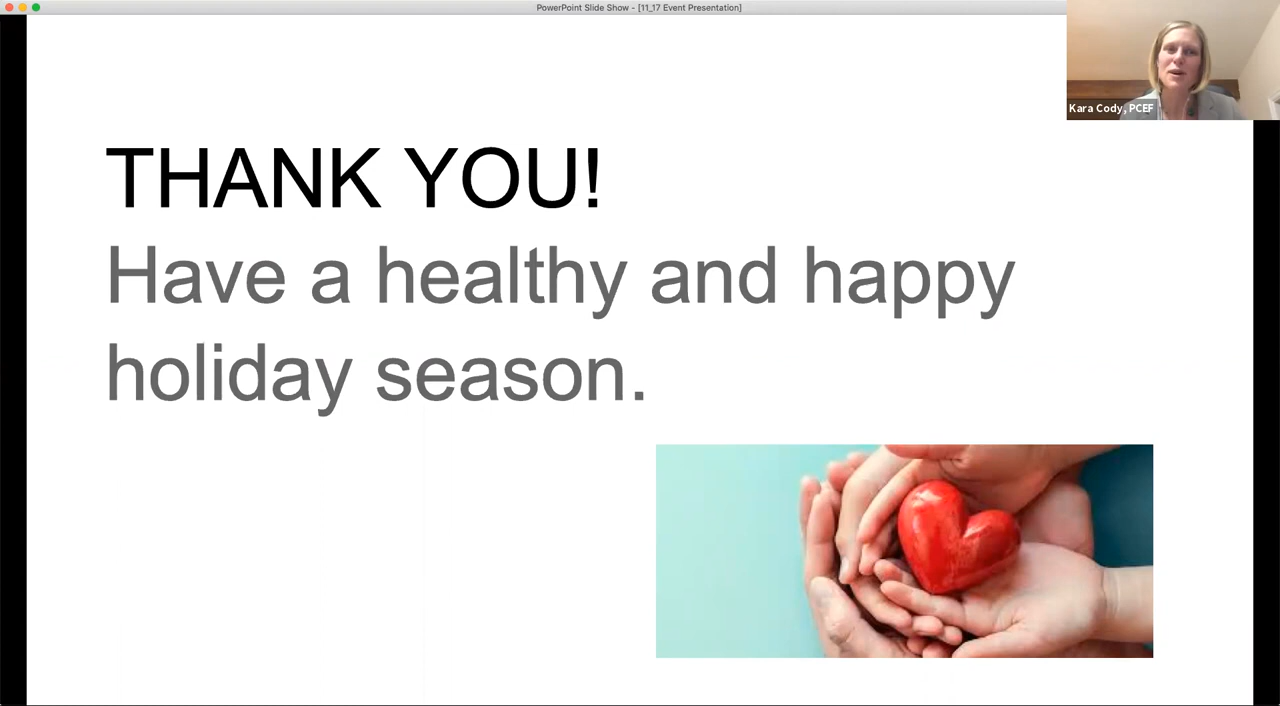 PowerPoint Slide Show - [11_17 Event Presentation]
Kara Cody, PCEF
THANK YOU!
Have a healthy and happy
holiday season.